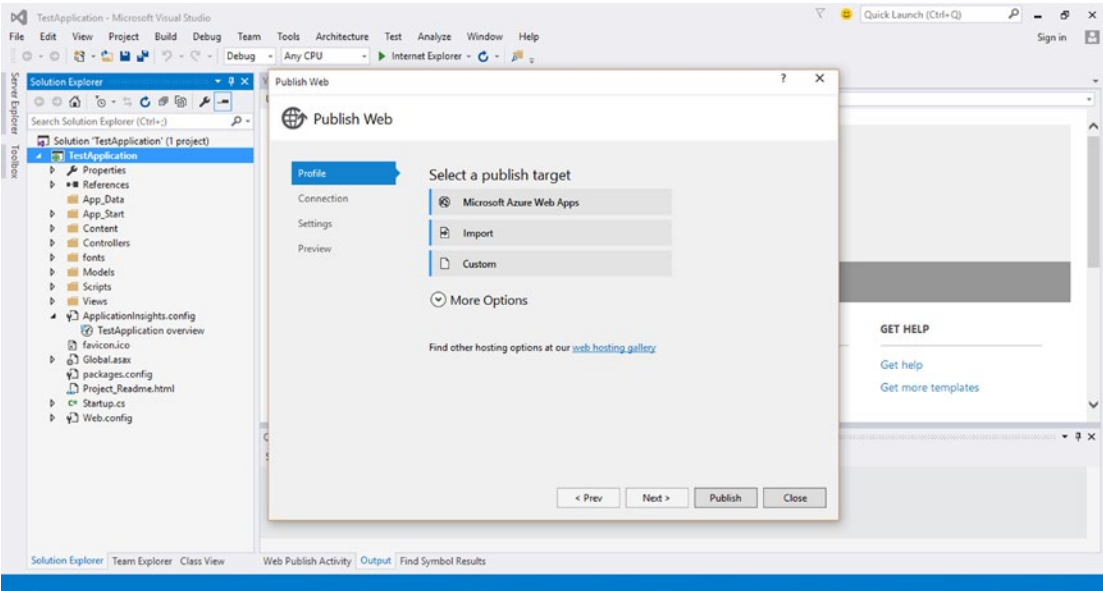 TestApplication - Microsoft Visual Studio
Quick Launch (Ctrl+Q)
File Edit View Project Build Debug Team Tools Architecture Test Analyze Window Help
Sign in
Debug Any CPU Internet Explorer
Server Explorer
Toolbox
Solution Explorer
Search Solution Explorer (Ctrl+;)
Solution 'TestApplication' (1 project)
TestApplication
Properties
References
App_Data
App_Start
Content
Controllers
fonts
Models
Scripts
Views
ApplicationInsights.config
TestApplication overview
favicon.ico
Global.asax
packages.config
Project_Readme.html
Startup.cs
Web.config
Publish Web
Publish Web
Profile
Connection
Settings
Preview
Select a publish target
Microsoft Azure Web Apps
Import
Custom
More Options
Find other hosting options at our web hosting gallery
< Prev Next > Publish Close
GET HELP
Get help
Get more templates
Solution Explorer Team Explorer Class View
Web Publish Activity Output Find Symbol Results